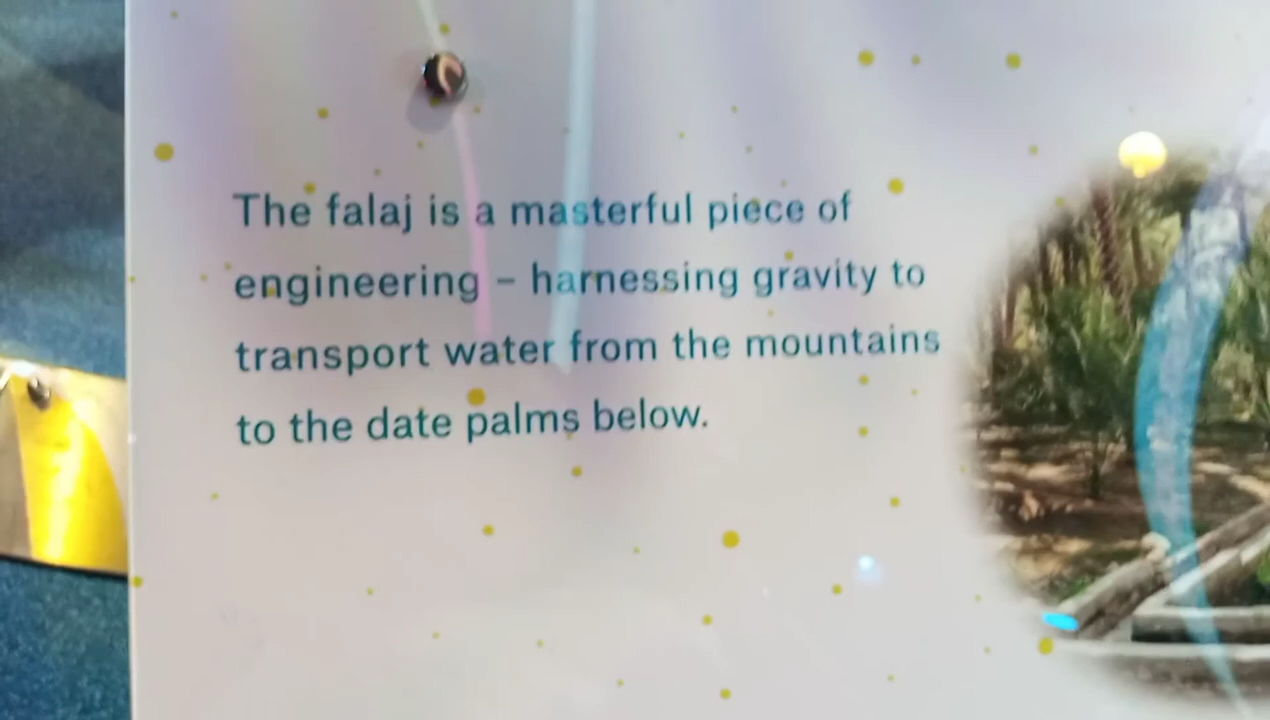 The falaj is a masterful piece of
engineering – harnessing gravity to
transport water from the mountains
to the date palms below.